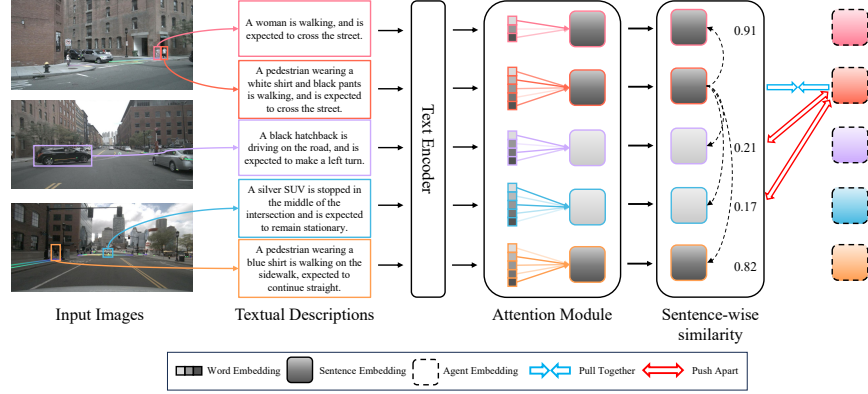 A woman is walking, and is
expected to cross the street.
A pedestrian wearing a
white shirt and black pants
is walking, and is expected
to cross the street.
A black hatchback is
driving on the road, and is
expected to make a left turn.
A silver SUV is stopped in
the middle of the
intersection and is expected
to remain stationary.
A pedestrian wearing a
blue shirt is walking on the
sidewalk, expected to
continue straight.
Text Encoder
0.91
0.21
0.17
0.82
Input Images
Textual Descriptions
Attention Module
Sentence-wise
similarity
Word Embedding
Sentence Embedding
Agent Embedding
Pull Together
Push Apart